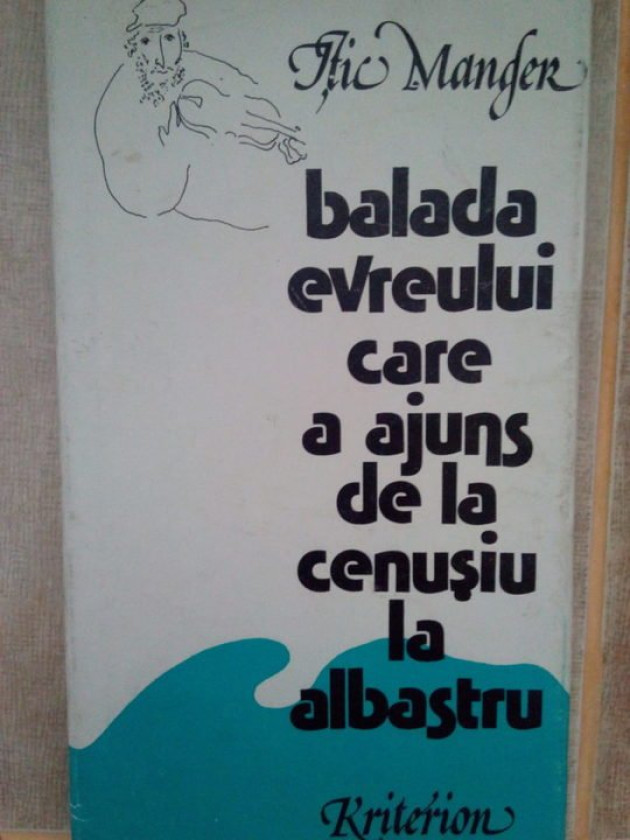 Ițic Manger
balada
evreului
care
a ajuns
de la
cenușiu
la
albastru
Kriterion